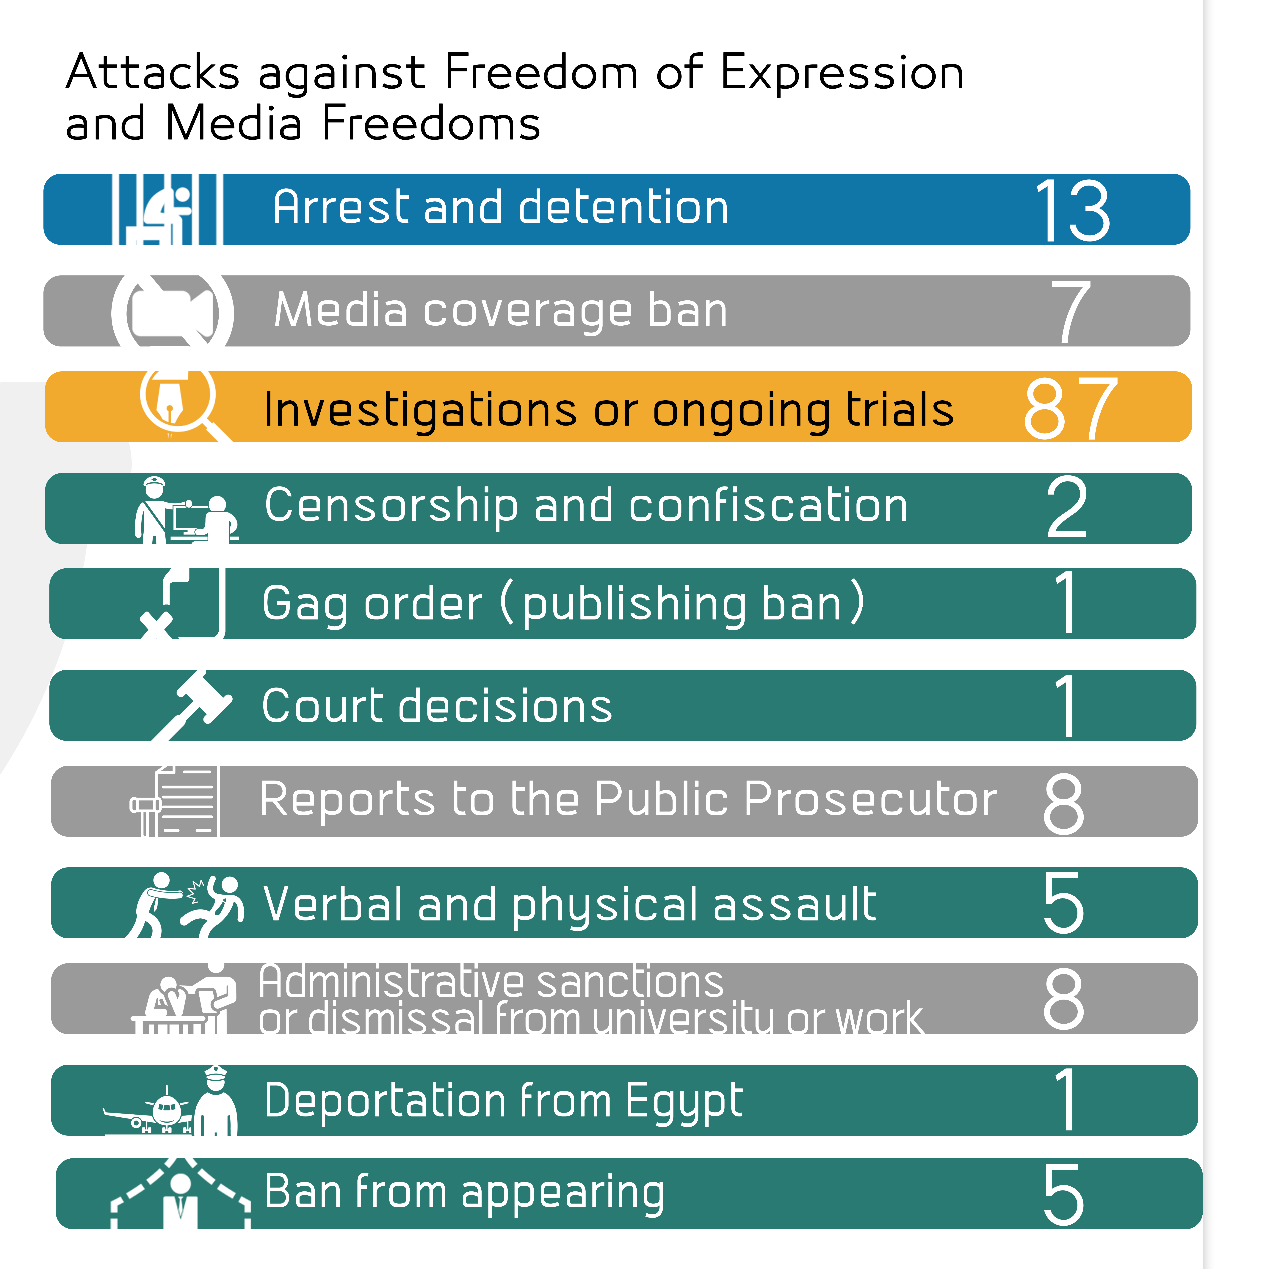 Attacks against Freedom of Expression
and Media Freedoms
Arrest and detention 13
Media coverage ban 7
Investigations or ongoing trials 87
Censorship and confiscation 2
Gag order (publishing ban) 1
Court decisions 1
Reports to the Public Prosecutor 8
Verbal and physical assault 5
Administrative sanctions
or dismissal from university or work 8
Deportation from Egypt 1
Ban from appearing 5